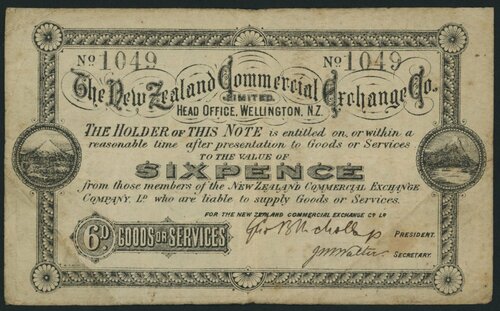 No 1049 No 1049
The New Zealand Commercial Exchange Co.
LIMITED.
HEAD OFFICE, WELLINGTON, N.Z.
THE HOLDER OF THIS NOTE is entitled on, or within a
reasonable time after presentation to Goods or Services
TO THE VALUE OF
SIXPENCE
from those members of the NEW ZEALAND COMMERCIAL EXCHANGE
COMPANY, LD who are liable to supply Goods or Services.
FOR THE NEW ZEALAND COMMERCIAL EXCHANGE CY LD
6D GOODS OR SERVICES
PRESIDENT.
SECRETARY.